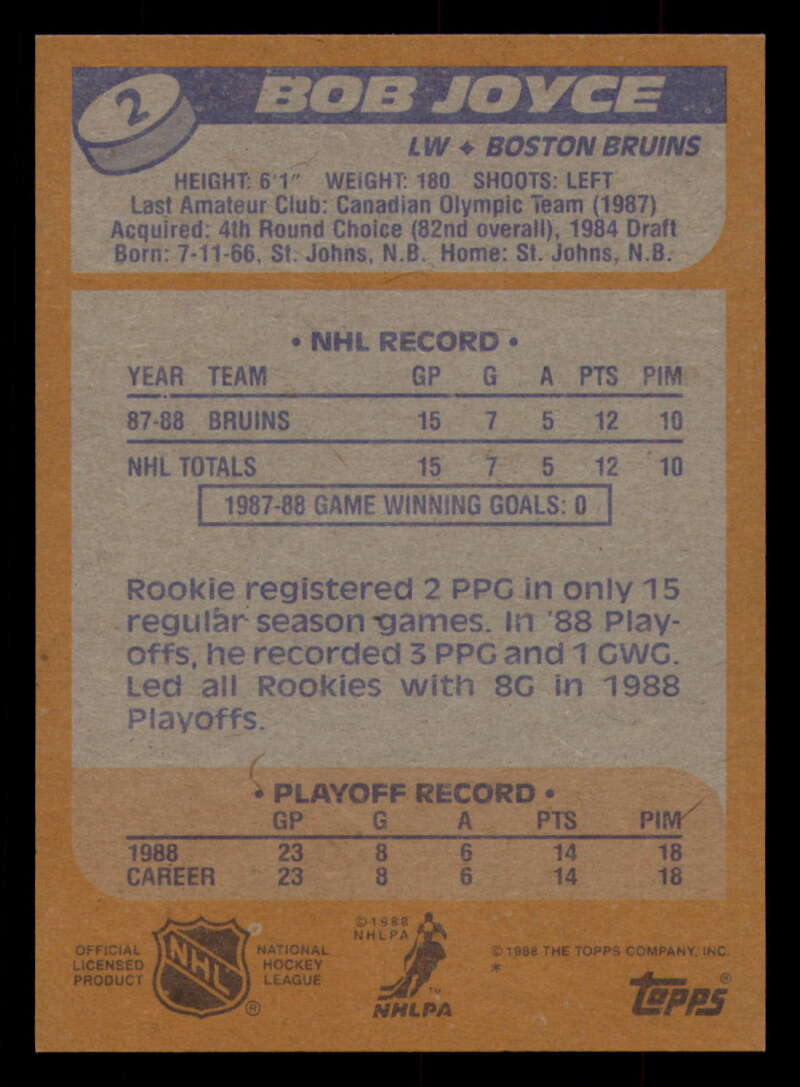 2
BOB JOYCE
LW ♦ BOSTON BRUINS
HEIGHT: 6'1" WEIGHT: 180 SHOOTS: LEFT
Last Amateur Club: Canadian Olympic Team (1987)
Acquired: 4th Round Choice (82nd overall), 1984 Draft
Born: 7-11-66, St. Johns, N.B. Home: St. Johns, N.B.
• NHL RECORD •
YEAR TEAM GP G A PTS PIM
87-88 BRUINS 15 7 5 12 10
NHL TOTALS 15 7 5 12 10
1987-88 GAME WINNING GOALS: 0
Rookie registered 2 PPG in only 15
regular season games. In '88 Play-
offs, he recorded 3 PPG and 1 GWG.
Led all Rookies with 8G in 1988
Playoffs.
• PLAYOFF RECORD •
GP G A PTS PIM
1988 23 8 6 14 18
CAREER 23 8 6 14 18
OFFICIAL
LICENSED
PRODUCT
NHL
®
NATIONAL
HOCKEY
LEAGUE
©1988
NHLPA
™
NHLPA
©1988 THE TOPPS COMPANY, INC.
*
topps®